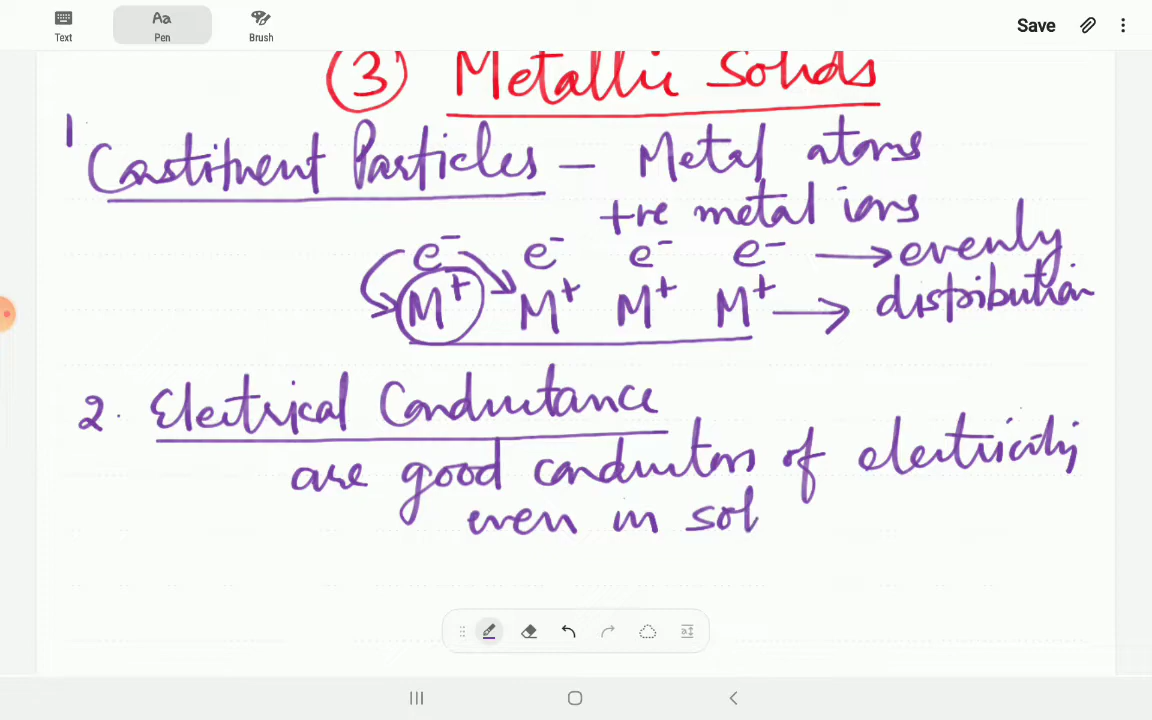 Save
Aa
Text
Pen
Brush
(3) Metallic Solids
1 Constituent Particles – Metal atoms
+ve metal ions
e⁻ e⁻ e⁻ e⁻ → evenly
M⁺ M⁺ M⁺ M⁺ → distribution
2. Electrical Conductance
are good conductors of electricity
even in sol